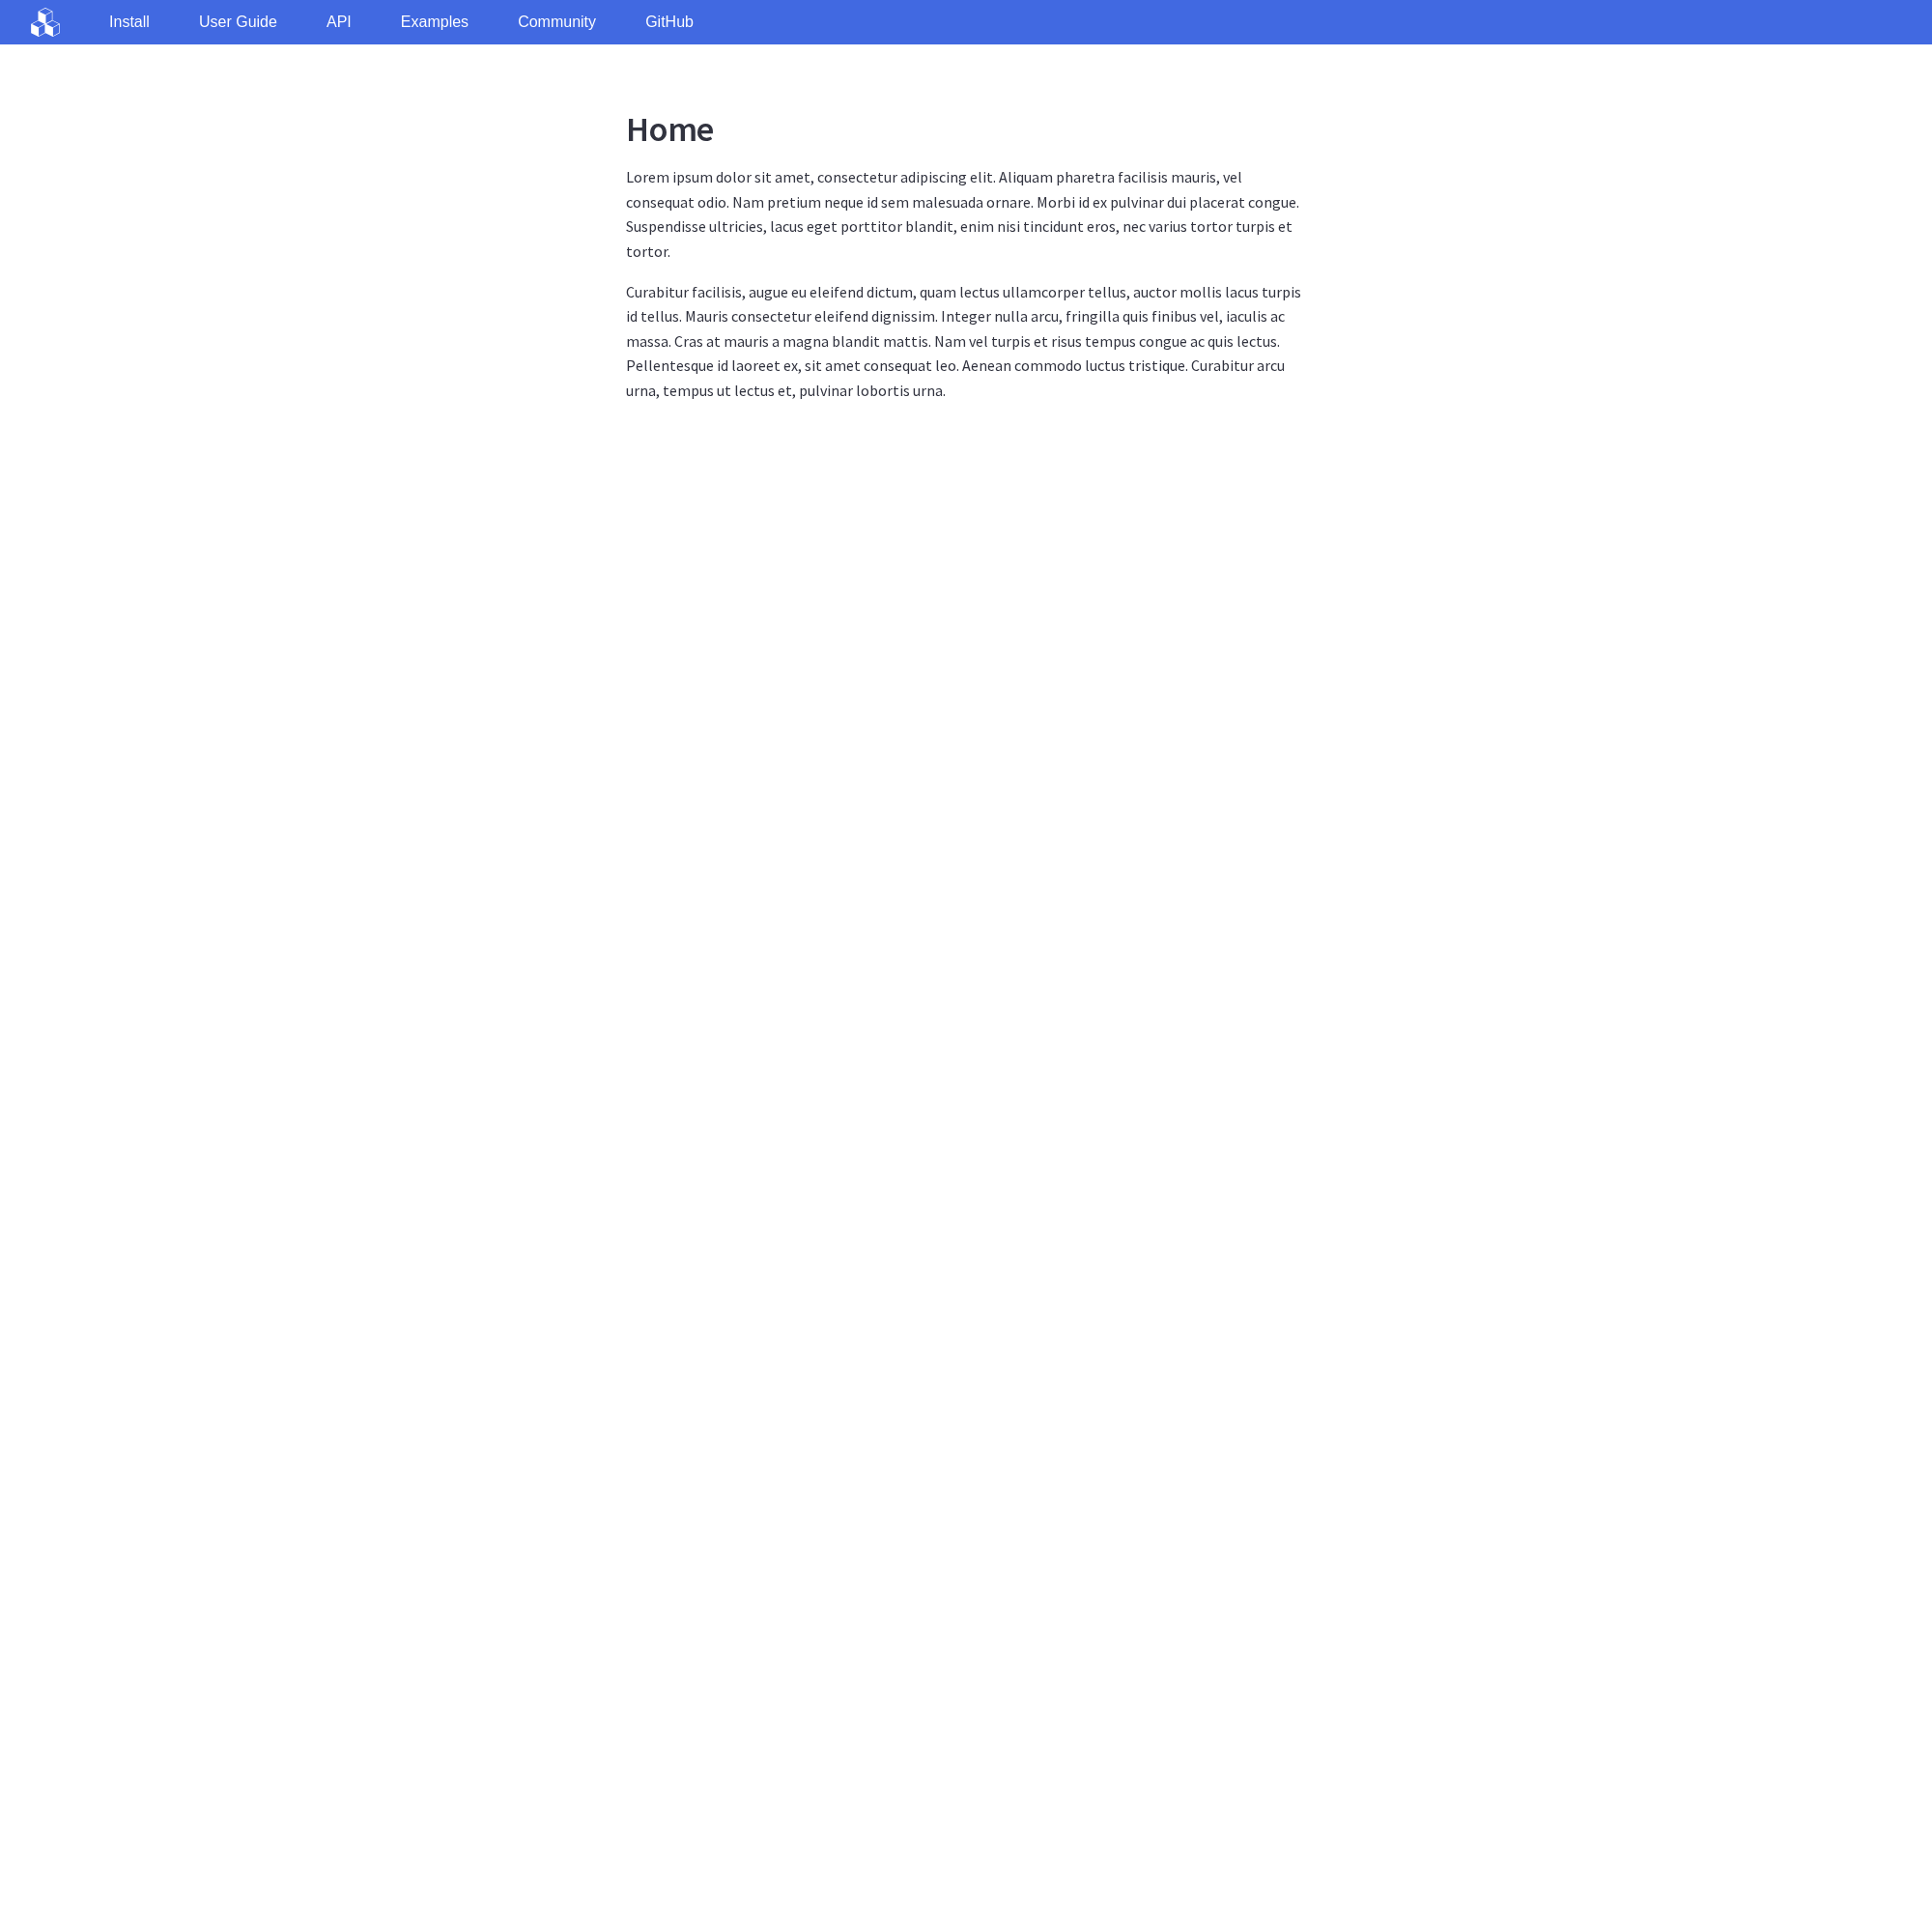 Install User Guide API Examples Community GitHub
Home
Lorem ipsum dolor sit amet, consectetur adipiscing elit. Aliquam pharetra facilisis mauris, vel
consequat odio. Nam pretium neque id sem malesuada ornare. Morbi id ex pulvinar dui placerat congue.
Suspendisse ultricies, lacus eget porttitor blandit, enim nisi tincidunt eros, nec varius tortor turpis et
tortor.
Curabitur facilisis, augue eu eleifend dictum, quam lectus ullamcorper tellus, auctor mollis lacus turpis
id tellus. Mauris consectetur eleifend dignissim. Integer nulla arcu, fringilla quis finibus vel, iaculis ac
massa. Cras at mauris a magna blandit mattis. Nam vel turpis et risus tempus congue ac quis lectus.
Pellentesque id laoreet ex, sit amet consequat leo. Aenean commodo luctus tristique. Curabitur arcu
urna, tempus ut lectus et, pulvinar lobortis urna.